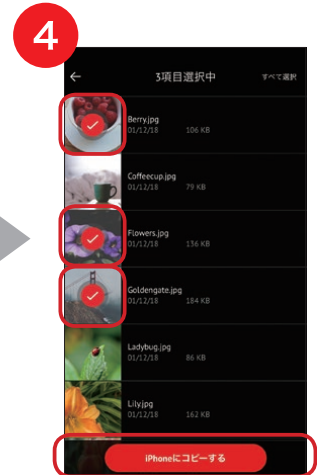 4
← 3項目選択中 すべて選択
Berry.jpg
01/12/18 106 KB
Coffeecup.jpg
01/12/18 79 KB
Flowers.jpg
01/12/18 136 KB
Goldengate.jpg
01/12/18 184 KB
Ladybug.jpg
01/12/18 86 KB
Lily.jpg
01/12/18 162 KB
iPhoneにコピーする